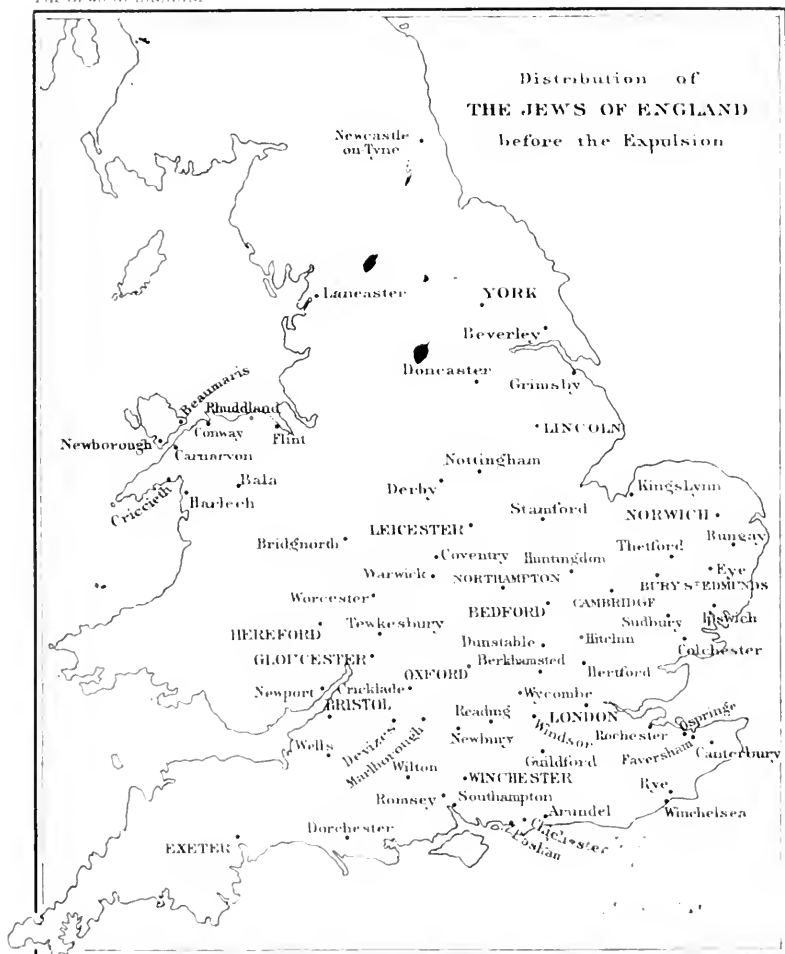 Distribution of
THE JEWS OF ENGLAND
before the Expulsion
Newcastle
on-Tyne
Lancaster
YORK
Beverley
Doncaster
Grimsby
Beaumaris
Rhuddland
Newborough
Conway
Flint
Carnarvon
LINCOLN
Nottingham
Bala
Derby
KingsLynn
Criccieth
Harlech
Stamford
NORWICH
LEICESTER
Bungay
Bridgnorth
Coventry
Huntingdon
Thetford
Warwick
NORTHAMPTON
Eye
BURY ST EDMUNDS
Worcester
BEDFORD
CAMBRIDGE
HEREFORD
Tewkesbury
Sudbury
Ipswich
Dunstable
Hitchin
Colchester
GLOUCESTER
OXFORD
Berkhamsted
Hertford
Newport
Cricklade
Wycombe
BRISTOL
Reading
LONDON
Ospringe
Wells
Devizes
Marlborough
Newbury
Windsor
Rochester
Faversham
Canterbury
Wilton
Guildford
WINCHESTER
Rye
Romsey
Southampton
Winchelsea
Arundel
Chichester
Dorchester
EXETER